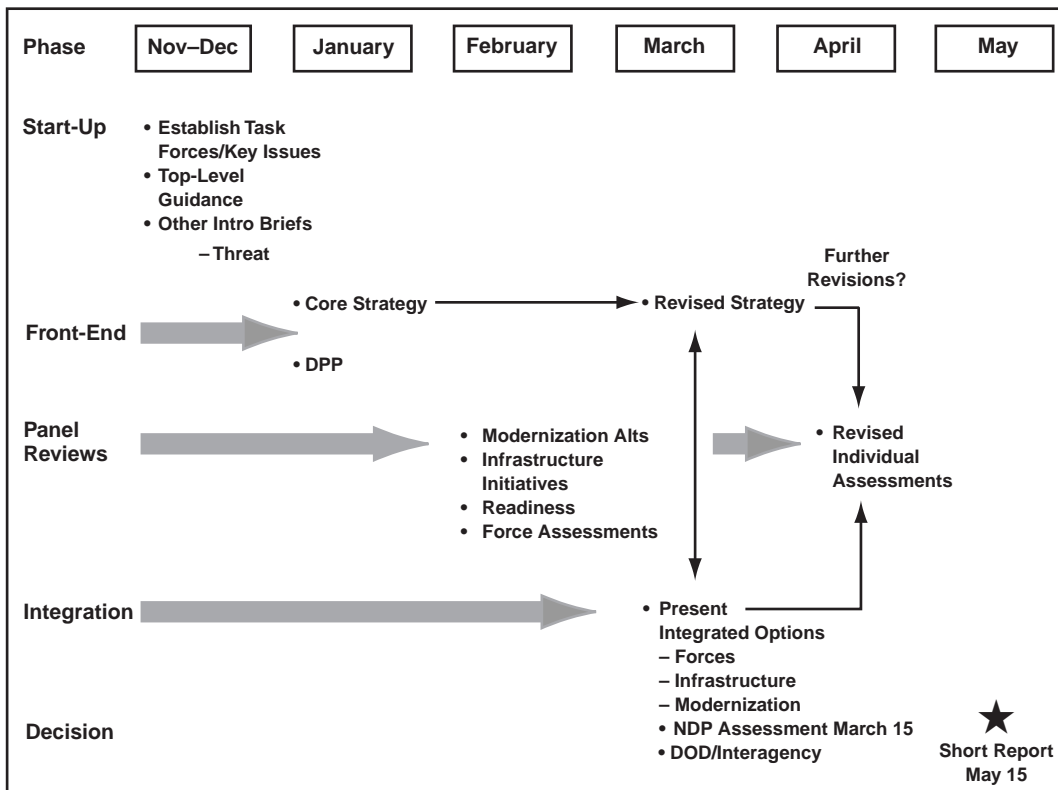 Phase
Nov–Dec
January
February
March
April
May
Start-Up
• Establish Task
Forces/Key Issues
• Top-Level
Guidance
• Other Intro Briefs
– Threat
Further
Revisions?
Front-End
• Core Strategy
• Revised Strategy
• DPP
Panel
Reviews
• Modernization Alts
• Infrastructure
Initiatives
• Readiness
• Force Assessments
• Revised
Individual
Assessments
Integration
• Present
Integrated Options
– Forces
– Infrastructure
– Modernization
• NDP Assessment March 15
• DOD/Interagency
Decision
Short Report
May 15